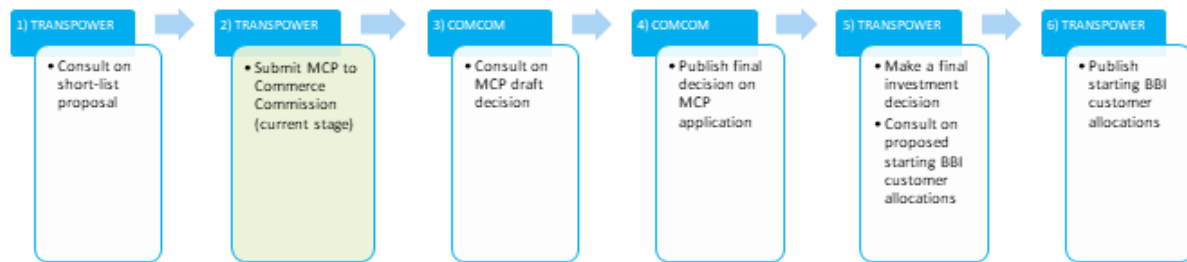 1) TRANSPOWER
• Consult on
short-list
proposal
2) TRANSPOWER
• Submit MCP to
Commerce
Commission
(current stage)
3) COMCOM
• Consult on
MCP draft
decision
4) COMCOM
• Publish final
decision on
MCP
application
5) TRANSPOWER
• Make a final
investment
decision
• Consult on
proposed
starting BBI
customer
allocations
6) TRANSPOWER
• Publish
starting BBI
customer
allocations